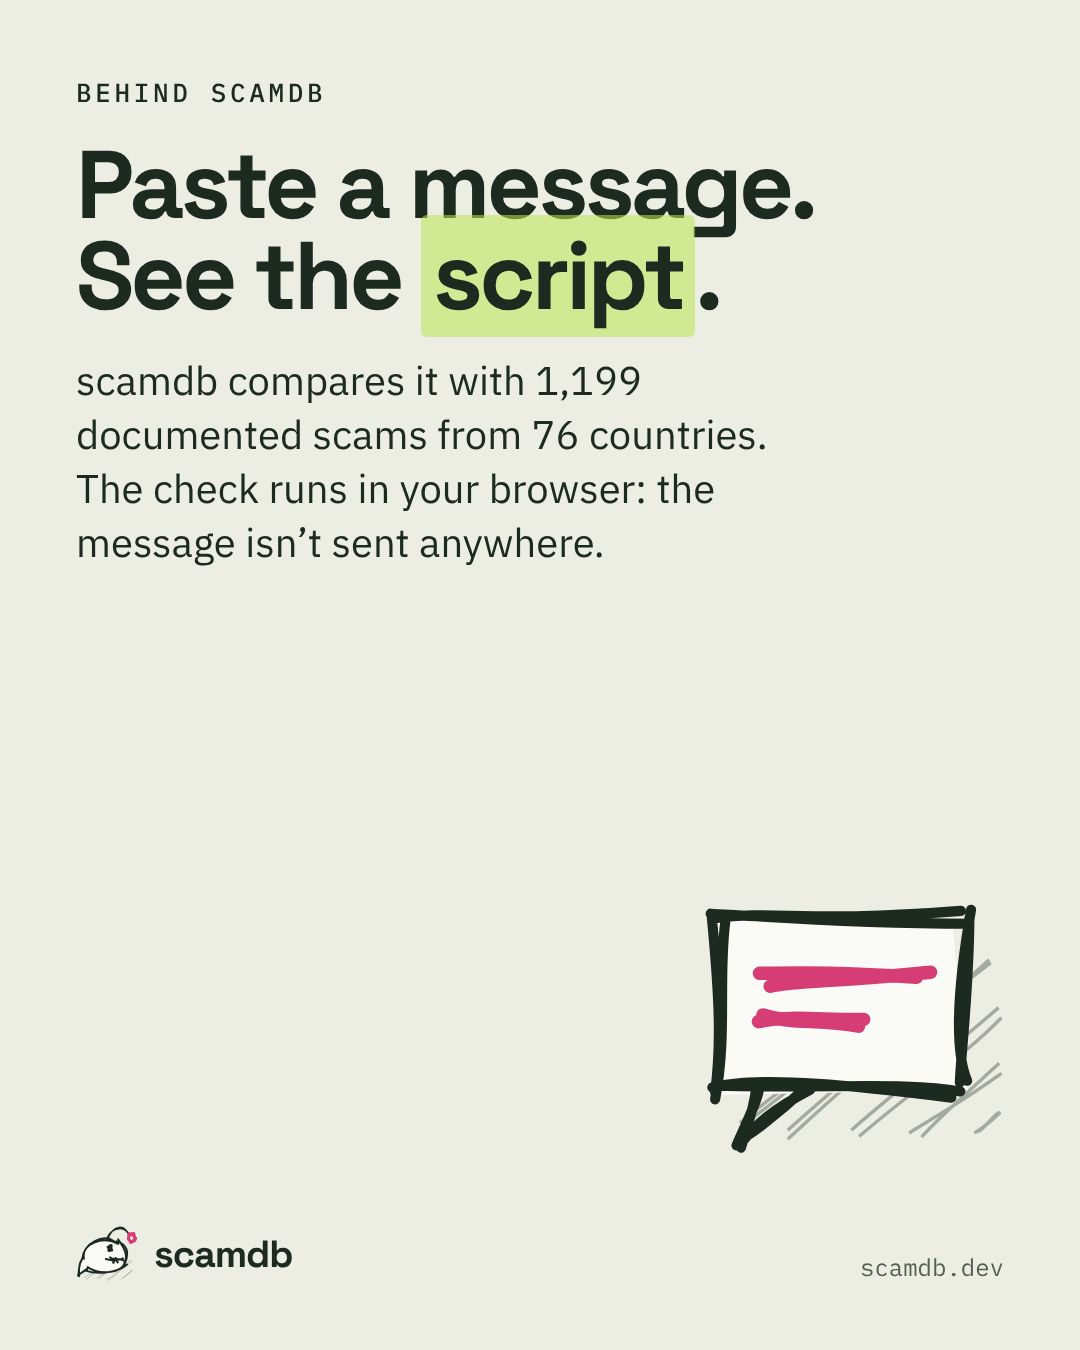 BEHIND SCAMDB
Paste a message.
See the script.
scamdb compares it with 1,199
documented scams from 76 countries.
The check runs in your browser: the
message isn’t sent anywhere.
scamdb
scamdb.dev